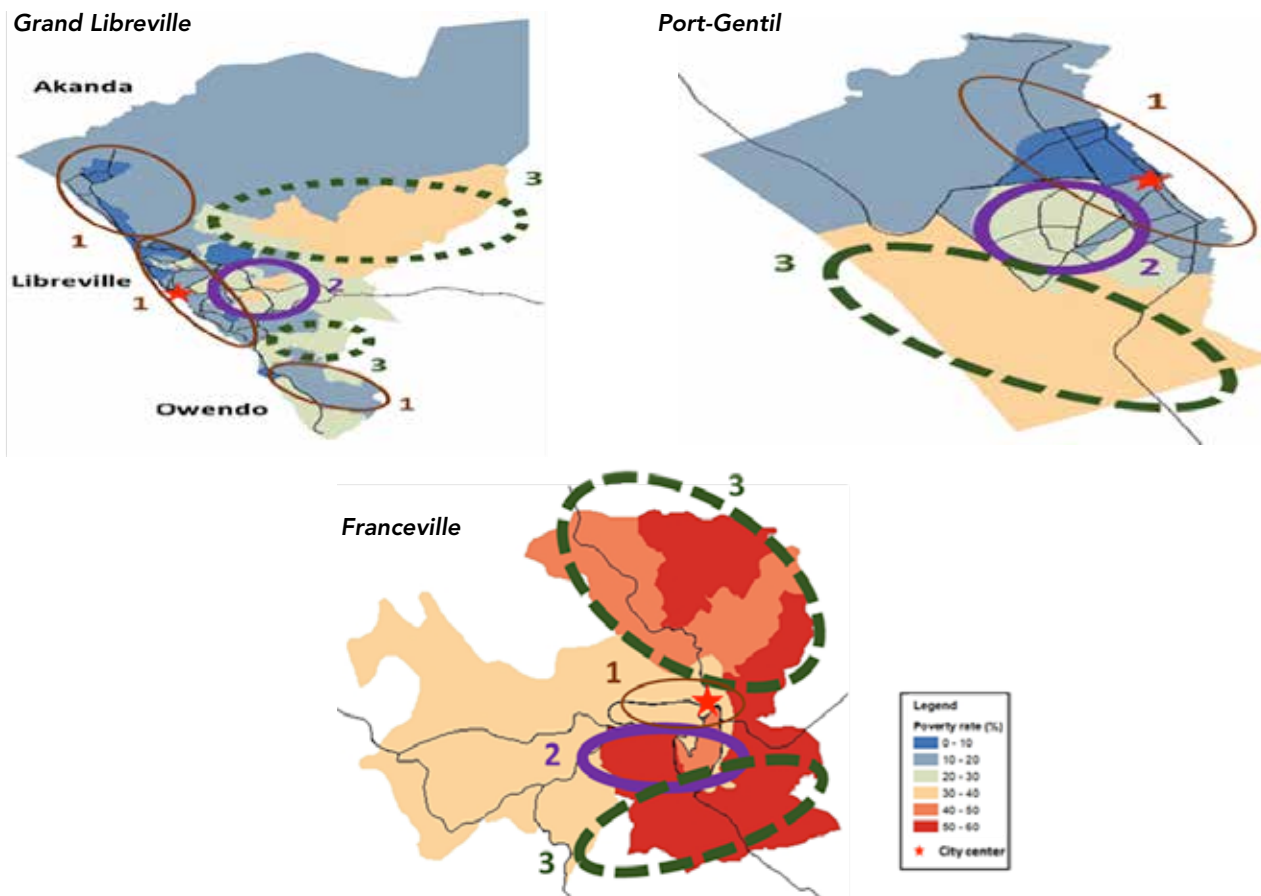 Grand Libreville
Akanda
3
1
Libreville
2
1
3
Owendo
1
Port-Gentil
1
3
2
Franceville
3
1
2
3
Legend
Poverty rate (%)
0 - 10
10 - 20
20 - 30
30 - 40
40 - 50
50 - 60
City center